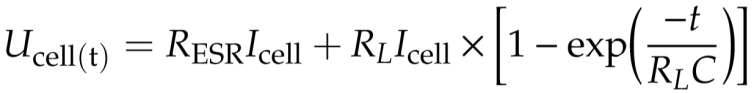 U_cell(t) = R_ESR I_cell + R_L I_cell × [1 − exp(−t / R_L C)]